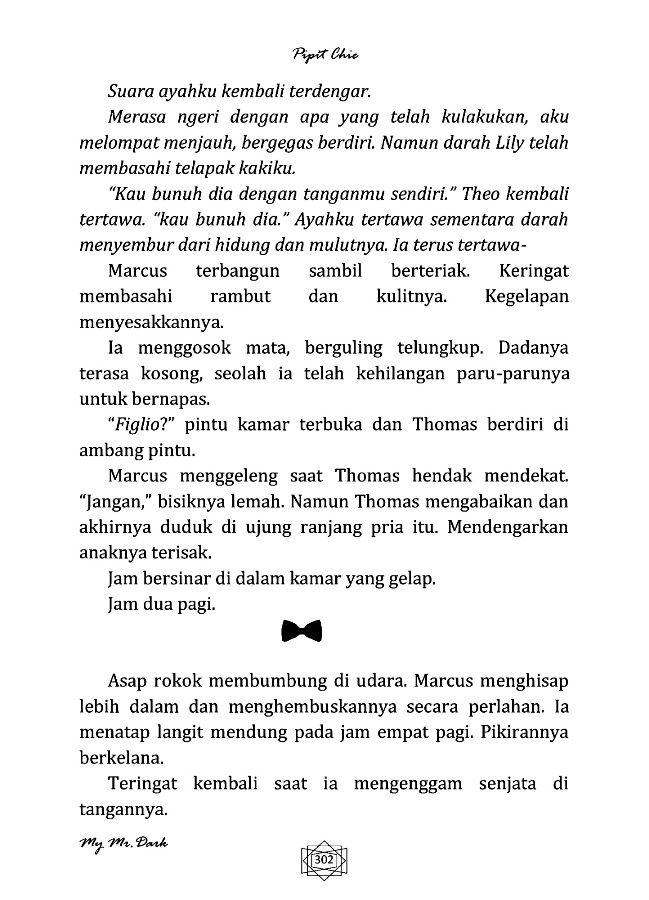 Pipit Chie
Suara ayahku kembali terdengar.
Merasa ngeri dengan apa yang telah kulakukan, aku
melompat menjauh, bergegas berdiri. Namun darah Lily telah
membasahi telapak kakiku.
“Kau bunuh dia dengan tanganmu sendiri.” Theo kembali
tertawa. “kau bunuh dia.” Ayahku tertawa sementara darah
menyembur dari hidung dan mulutnya. Ia terus tertawa-
Marcus terbangun sambil berteriak. Keringat
membasahi rambut dan kulitnya. Kegelapan
menyesakkannya.
Ia menggosok mata, berguling telungkup. Dadanya
terasa kosong, seolah ia telah kehilangan paru-parunya
untuk bernapas.
“Figlio?” pintu kamar terbuka dan Thomas berdiri di
ambang pintu.
Marcus menggeleng saat Thomas hendak mendekat.
“Jangan,” bisiknya lemah. Namun Thomas mengabaikan dan
akhirnya duduk di ujung ranjang pria itu. Mendengarkan
anaknya terisak.
Jam bersinar di dalam kamar yang gelap.
Jam dua pagi.
Asap rokok membumbung di udara. Marcus menghisap
lebih dalam dan menghembuskannya secara perlahan. Ia
menatap langit mendung pada jam empat pagi. Pikirannya
berkelana.
Teringat kembali saat ia mengenggam senjata di
tangannya.
My Mr. Dark
302